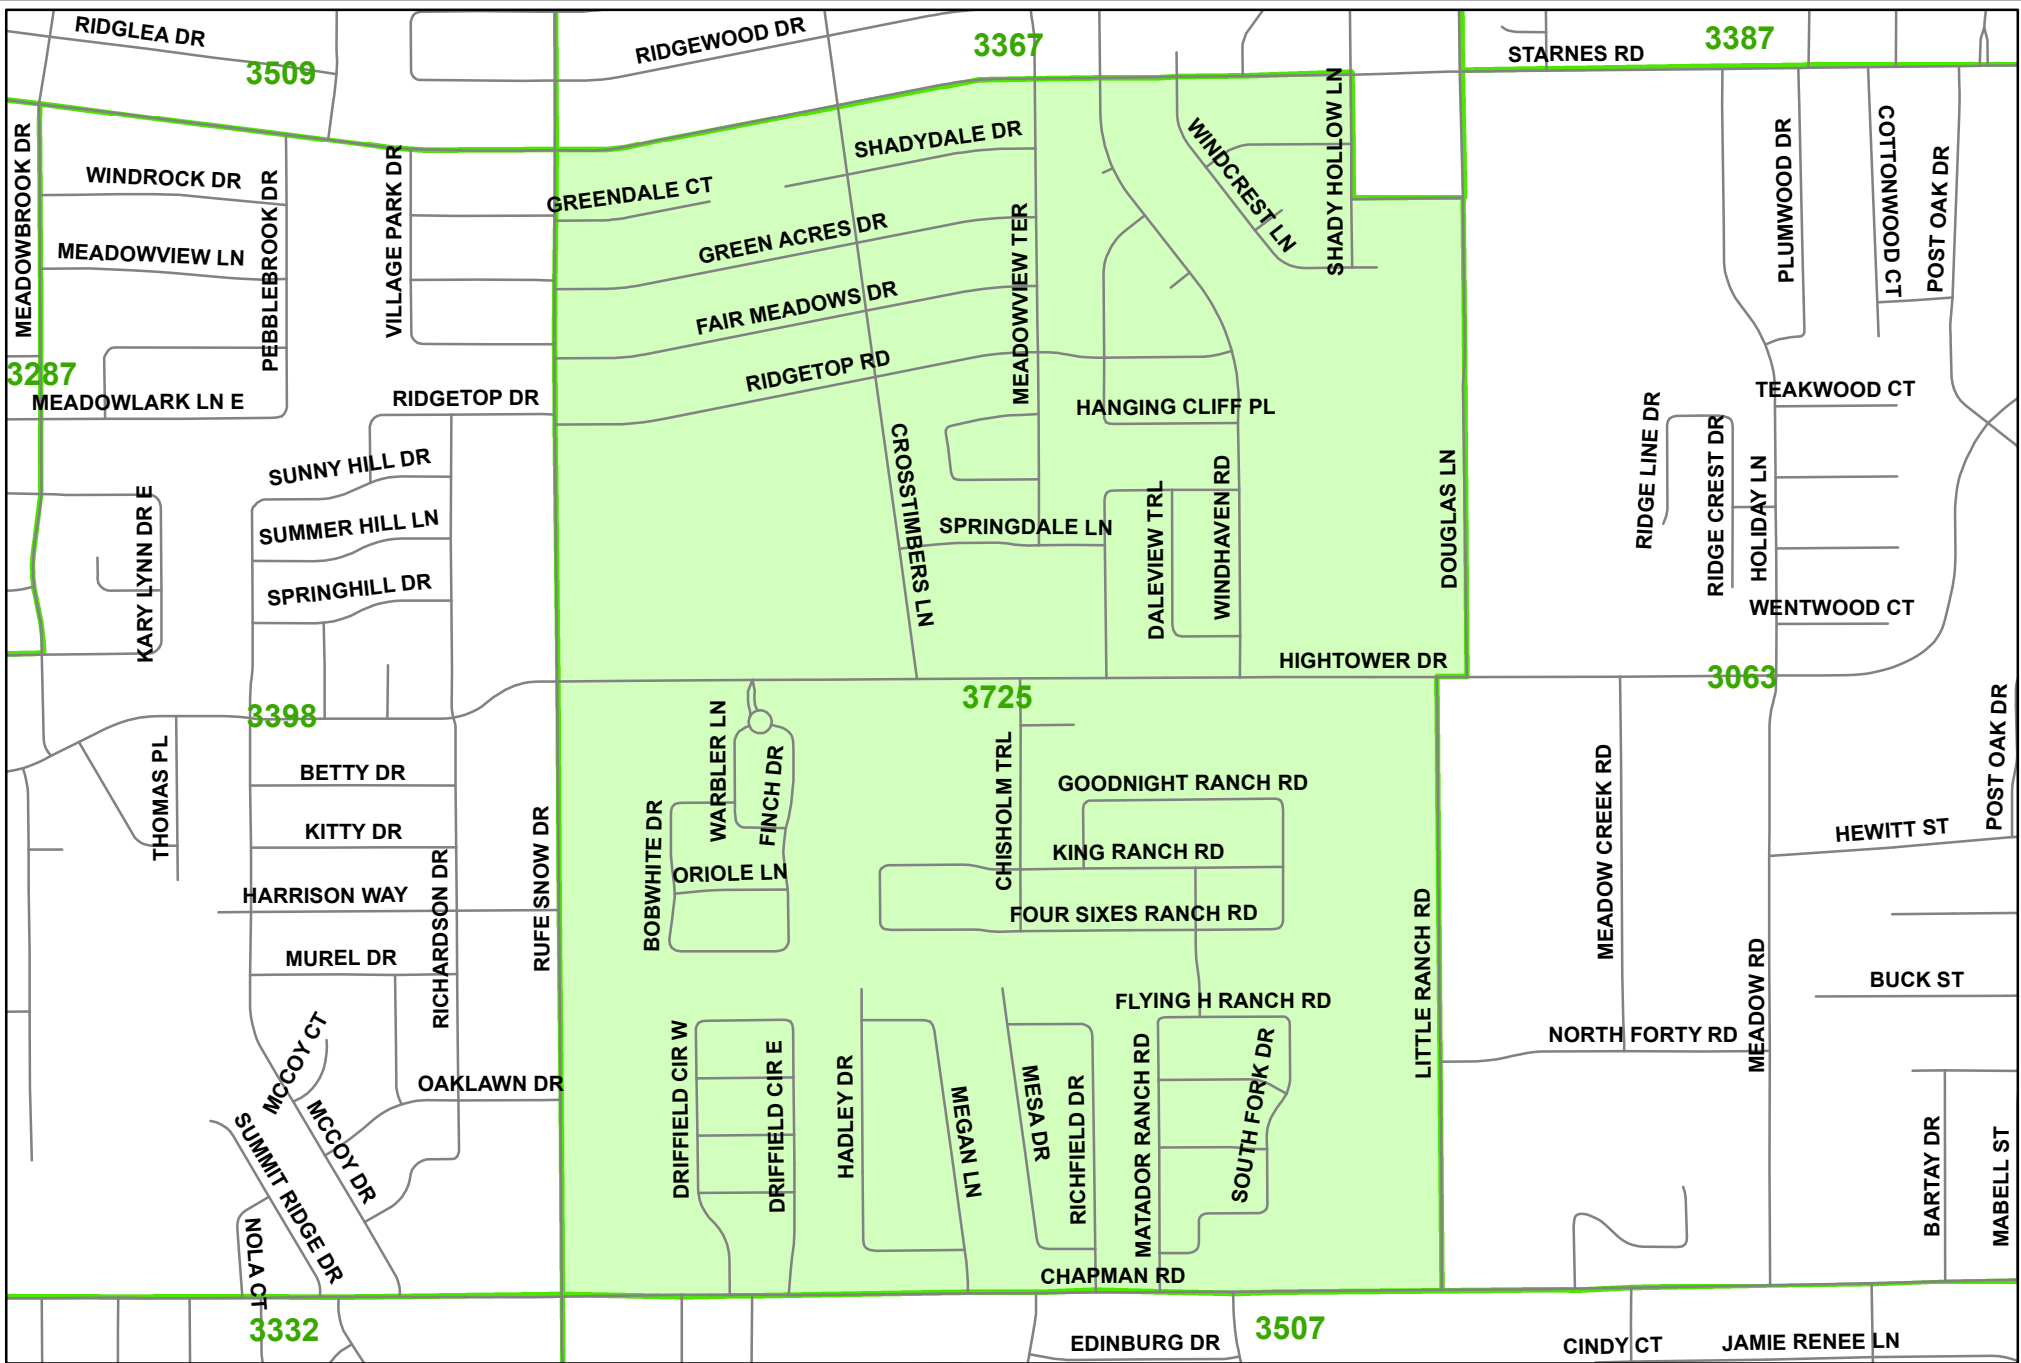 RIDGLEA DR
3509
RIDGEWOOD DR
3367
STARNES RD
3387
MEADOWBROOK DR
WINDROCK DR
PEBBLEBROOK DR
VILLAGE PARK DR
MEADOWVIEW LN
GREENDALE CT
SHADYDALE DR
GREEN ACRES DR
FAIR MEADOWS DR
RIDGETOP RD
MEADOWVIEW TER
WINDCREST LN
SHADY HOLLOW LN
PLUMWOOD DR
COTTONWOOD CT
POST OAK DR
3287
MEADOWLARK LN E
RIDGETOP DR
HANGING CLIFF PL
TEAKWOOD CT
SUNNY HILL DR
SUMMER HILL LN
SPRINGHILL DR
KARY LYNN DR E
CROSSTIMBERS LN
SPRINGDALE LN
DALEVIEW TRL
WINDHAVEN RD
DOUGLAS LN
RIDGE LINE DR
RIDGE CREST DR
HOLIDAY LN
WENTWOOD CT
HIGHTOWER DR
3398
3725
3063
THOMAS PL
BETTY DR
KITTY DR
HARRISON WAY
MUREL DR
RICHARDSON DR
RUFE SNOW DR
BOBWHITE DR
WARBLER LN
FINCH DR
ORIOLE LN
CHISHOLM TRL
GOODNIGHT RANCH RD
KING RANCH RD
FOUR SIXES RANCH RD
FLYING H RANCH RD
LITTLE RANCH RD
MEADOW CREEK RD
MEADOW RD
POST OAK DR
HEWITT ST
BUCK ST
NORTH FORTY RD
MCCOY CT
MCCOY DR
OAKLAWN DR
SUMMIT RIDGE DR
NOLA CT
DRIFFIELD CIR W
DRIFFIELD CIR E
HADLEY DR
MEGAN LN
MESA DR
RICHFIELD DR
MATADOR RANCH RD
SOUTH FORK DR
BARTAY DR
MABELL ST
CHAPMAN RD
3332
3507
EDINBURG DR
CINDY CT
JAMIE RENEE LN